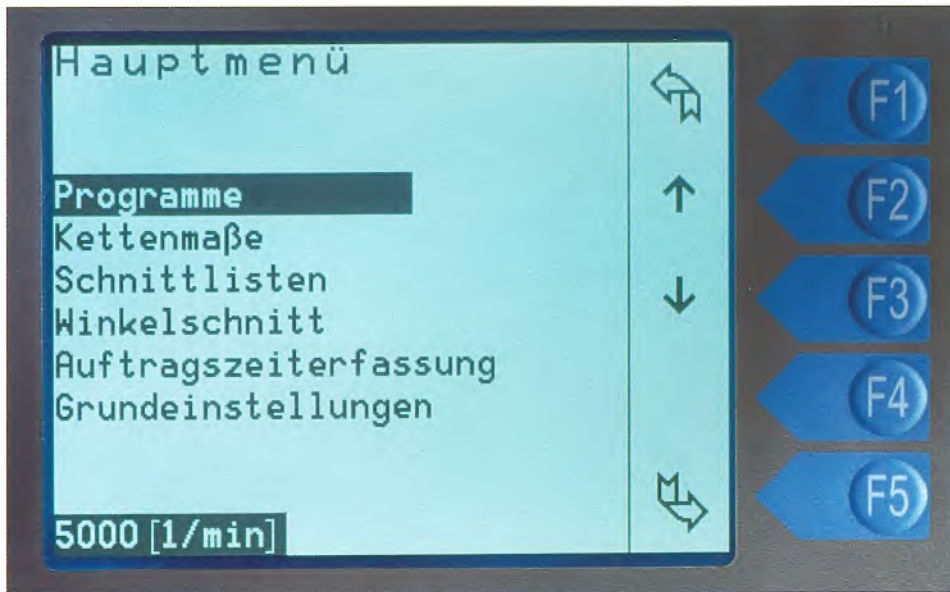 Hauptmenü
Programme
Kettenmaße
Schnittlisten
Winkelschnitt
Auftragszeiterfassung
Grundeinstellungen
5000 [1/min]
F1
F2
F3
F4
F5